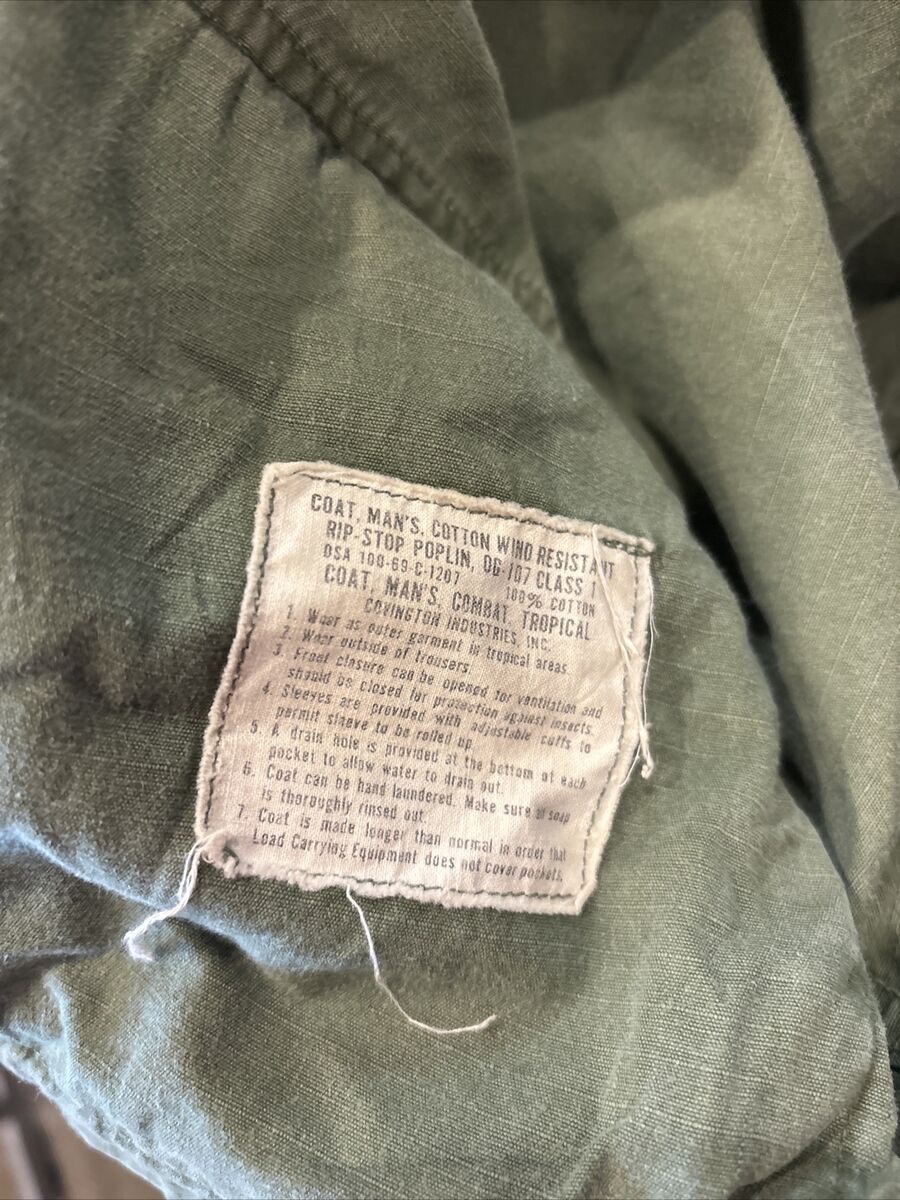 COAT, MAN'S, COTTON WIND RESISTANT
RIP-STOP POPLIN, OG-107 CLASS 1
DSA 100-69-C-1207 100% COTTON
COAT, MAN'S, COMBAT, TROPICAL
COVINGTON INDUSTRIES, INC.
1. Wear as outer garment in tropical areas.
2. Wear outside of trousers.
3. Front closure can be opened for ventilation and
should be closed for protection against insects.
4. Sleeves are provided with adjustable cuffs to
permit sleeve to be rolled up.
5. A drain hole is provided at the bottom of each
pocket to allow water to drain out.
6. Coat can be hand laundered. Make sure all soap
is thoroughly rinsed out.
7. Coat is made longer than normal in order that
Load Carrying Equipment does not cover pockets.